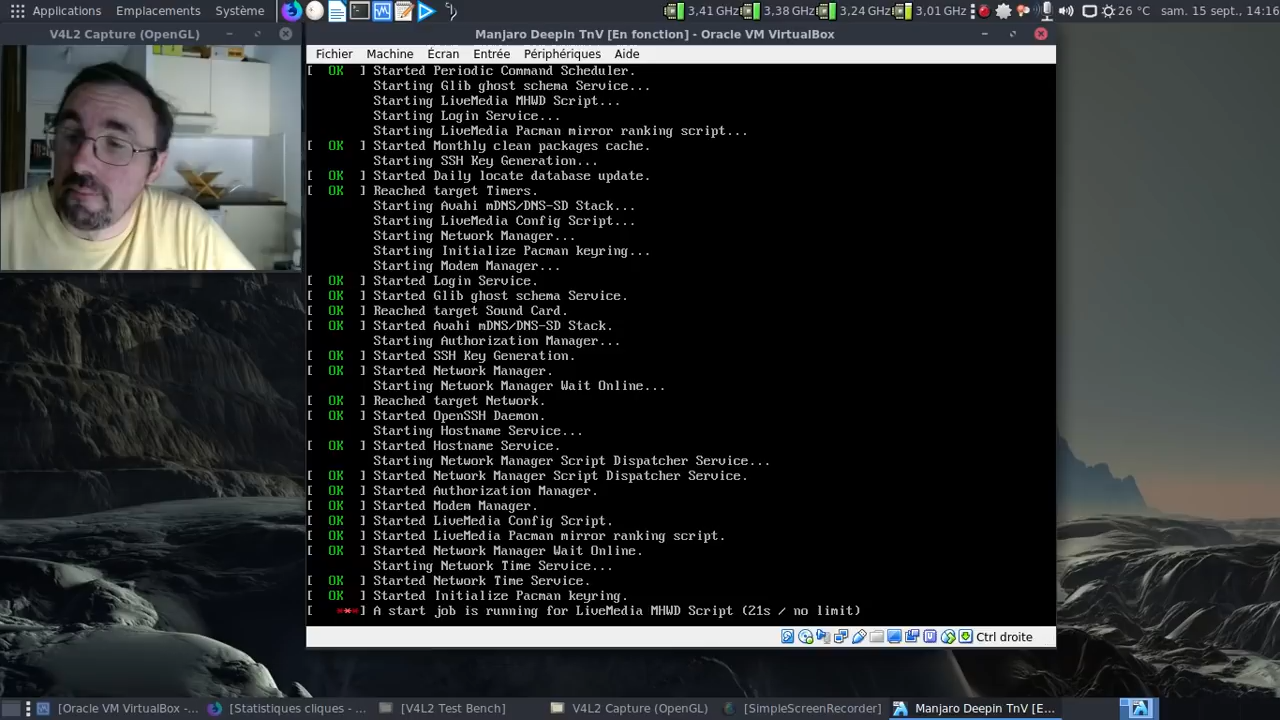 Applications Emplacements Système
3,41 GHz 3,38 GHz 3,24 GHz 3,01 GHz 26 °C sam. 15 sept., 14:16
V4L2 Capture (OpenGL)
Manjaro Deepin TnV [En fonction] - Oracle VM VirtualBox
Fichier Machine Écran Entrée Périphériques Aide
[ OK ] Started Periodic Command Scheduler.
Starting Glib ghost schema Service...
Starting LiveMedia MHWD Script...
Starting Login Service...
Starting LiveMedia Pacman mirror ranking script...
[ OK ] Started Monthly clean packages cache.
Starting SSH Key Generation...
[ OK ] Started Daily locate database update.
[ OK ] Reached target Timers.
Starting Avahi mDNS/DNS-SD Stack...
Starting LiveMedia Config Script...
Starting Network Manager...
Starting Initialize Pacman keyring...
Starting Modem Manager...
[ OK ] Started Login Service.
[ OK ] Started Glib ghost schema Service.
[ OK ] Reached target Sound Card.
[ OK ] Started Avahi mDNS/DNS-SD Stack.
Starting Authorization Manager...
[ OK ] Started SSH Key Generation.
[ OK ] Started Network Manager.
Starting Network Manager Wait Online...
[ OK ] Reached target Network.
[ OK ] Started OpenSSH Daemon.
Starting Hostname Service...
[ OK ] Started Hostname Service.
Starting Network Manager Script Dispatcher Service...
[ OK ] Started Network Manager Script Dispatcher Service.
[ OK ] Started Authorization Manager.
[ OK ] Started Modem Manager.
[ OK ] Started LiveMedia Config Script.
[ OK ] Started LiveMedia Pacman mirror ranking script.
[ OK ] Started Network Manager Wait Online.
Starting Network Time Service...
[ OK ] Started Network Time Service.
[ OK ] Started Initialize Pacman keyring.
[ *** ] A start job is running for LiveMedia MHWD Script (21s / no limit)
Ctrl droite
[Oracle VM VirtualBox -... [Statistiques cliques - ... [V4L2 Test Bench] V4L2 Capture (OpenGL) [SimpleScreenRecorder] Manjaro Deepin TnV [E...